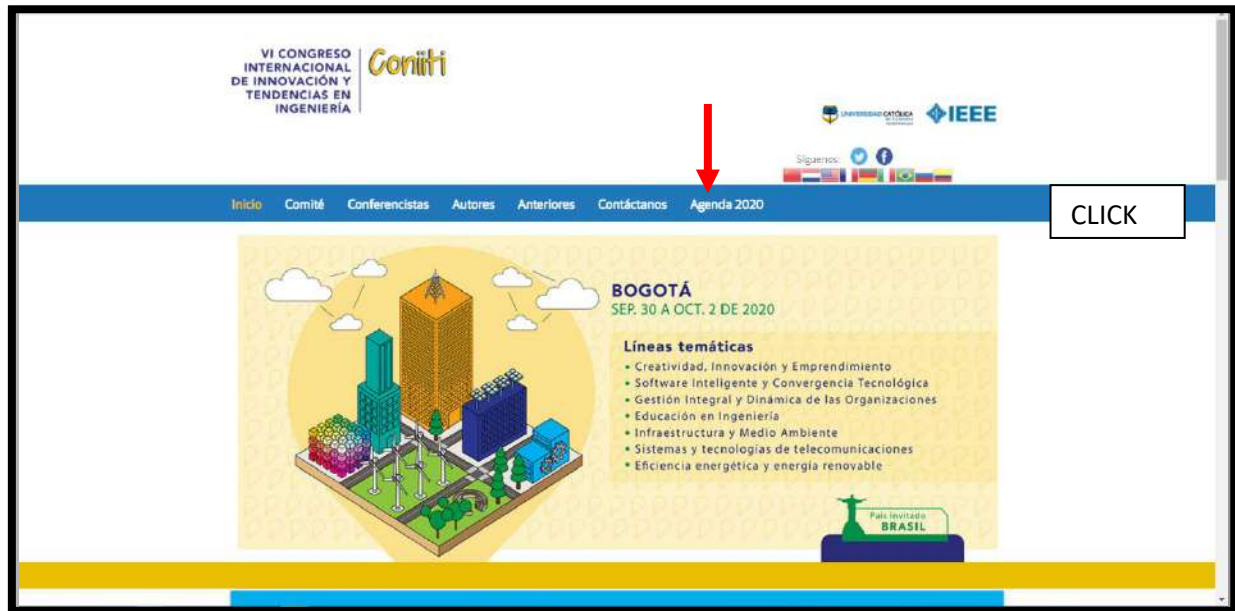 VI CONGRESO
INTERNACIONAL
DE INNOVACIÓN Y
TENDENCIAS EN
INGENIERÍA
Coniiti
UNIVERSIDAD CATÓLICA
IEEE
Síguenos:
Inicio Comité Conferencistas Autores Anteriores Contáctanos Agenda 2020
CLICK
BOGOTÁ
SEP. 30 A OCT. 2 DE 2020
Líneas temáticas
• Creatividad, Innovación y Emprendimiento
• Software Inteligente y Convergencia Tecnológica
• Gestión Integral y Dinámica de las Organizaciones
• Educación en Ingeniería
• Infraestructura y Medio Ambiente
• Sistemas y tecnologías de telecomunicaciones
• Eficiencia energética y energía renovable
País invitado
BRASIL